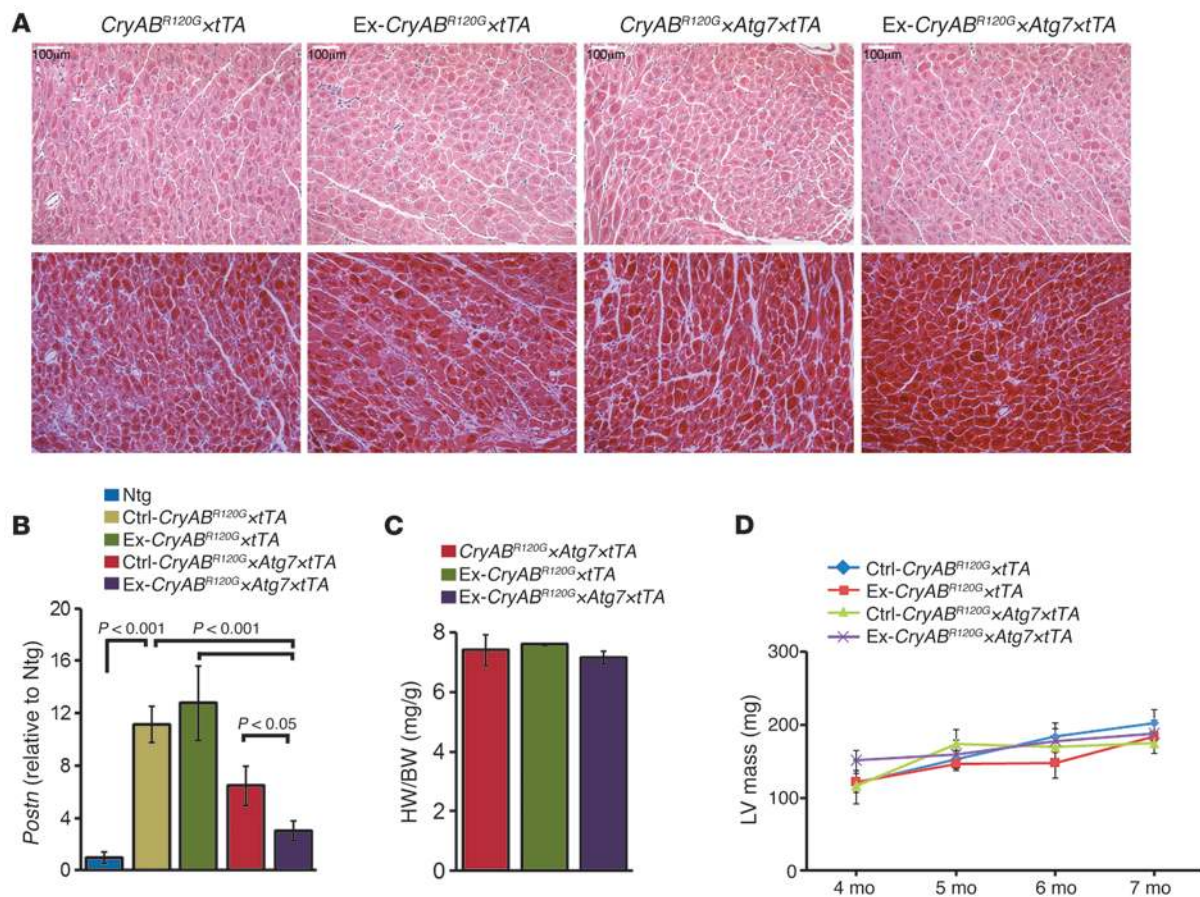 A
CryAB^R120G×tTA
Ex-CryAB^R120G×tTA
CryAB^R120G×Atg7×tTA
Ex-CryAB^R120G×Atg7×tTA
100μm
100μm
100μm
100μm
B
Ntg
Ctrl-CryAB^R120G×tTA
Ex-CryAB^R120G×tTA
Ctrl-CryAB^R120G×Atg7×tTA
Ex-CryAB^R120G×Atg7×tTA
Postn (relative to Ntg)
20
16
12
8
4
0
P < 0.001
P < 0.001
P < 0.05
C
CryAB^R120G×Atg7×tTA
Ex-CryAB^R120G×tTA
Ex-CryAB^R120G×Atg7×tTA
HW/BW (mg/g)
8
6
4
2
0
D
Ctrl-CryAB^R120G×tTA
Ex-CryAB^R120G×tTA
Ctrl-CryAB^R120G×Atg7×tTA
Ex-CryAB^R120G×Atg7×tTA
LV mass (mg)
300
200
100
0
4 mo
5 mo
6 mo
7 mo